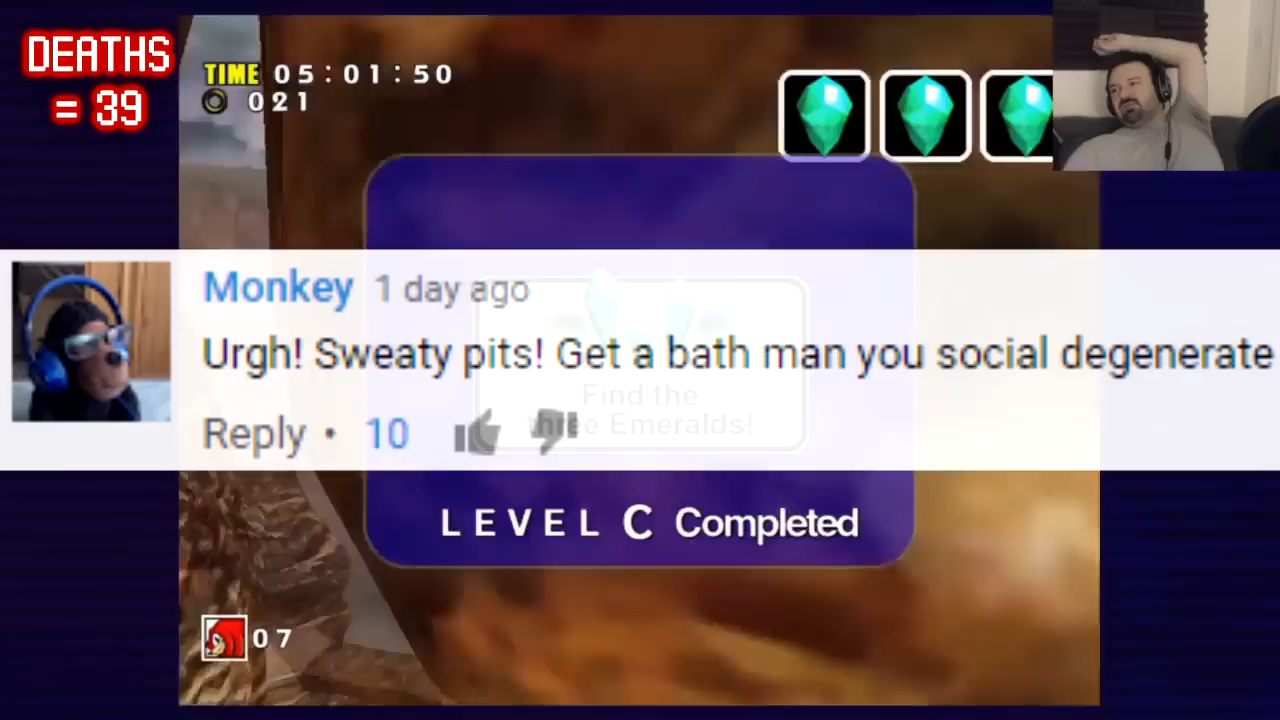 DEATHS
= 39
TIME 05:01:50
021
Monkey 1 day ago
Urgh! Sweaty pits! Get a bath man you social degenerate
Find the
three Emeralds!
Reply • 10
LEVEL C Completed
07